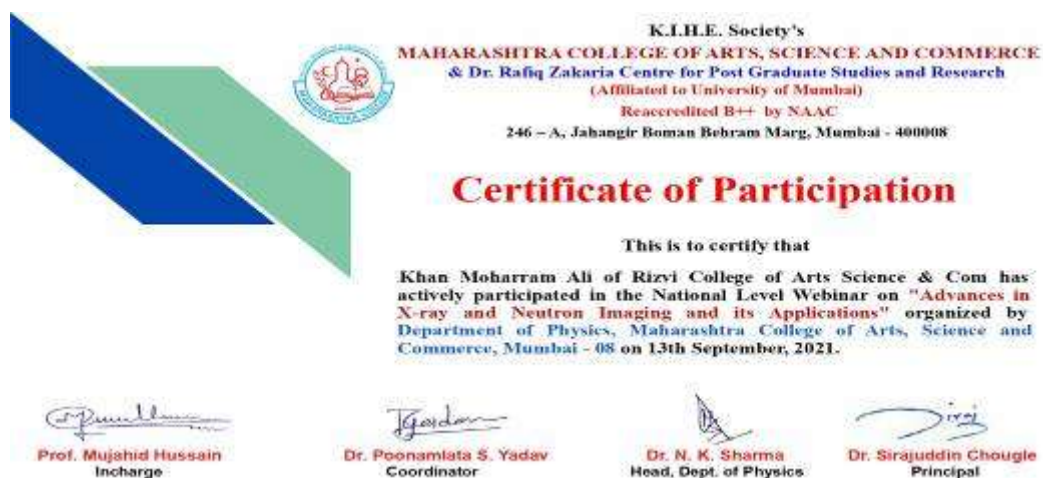 K.I.H.E. Society's
MAHARASHTRA COLLEGE OF ARTS, SCIENCE AND COMMERCE
& Dr. Rafiq Zakaria Centre for Post Graduate Studies and Research
(Affiliated to University of Mumbai)
Reaccredited B++ by NAAC
246 – A, Jahangir Boman Behram Marg, Mumbai - 400008
Certificate of Participation
This is to certify that
Khan Moharram Ali of Rizvi College of Arts Science & Com has
actively participated in the National Level Webinar on "Advances in
X-ray and Neutron Imaging and its Applications" organized by
Department of Physics, Maharashtra College of Arts, Science and
Commerce, Mumbai - 08 on 13th September, 2021.
Prof. Mujahid Hussain
Incharge
Dr. Poonamlata S. Yadav
Coordinator
Dr. N. K. Sharma
Head, Dept. of Physics
Dr. Sirajuddin Chougle
Principal